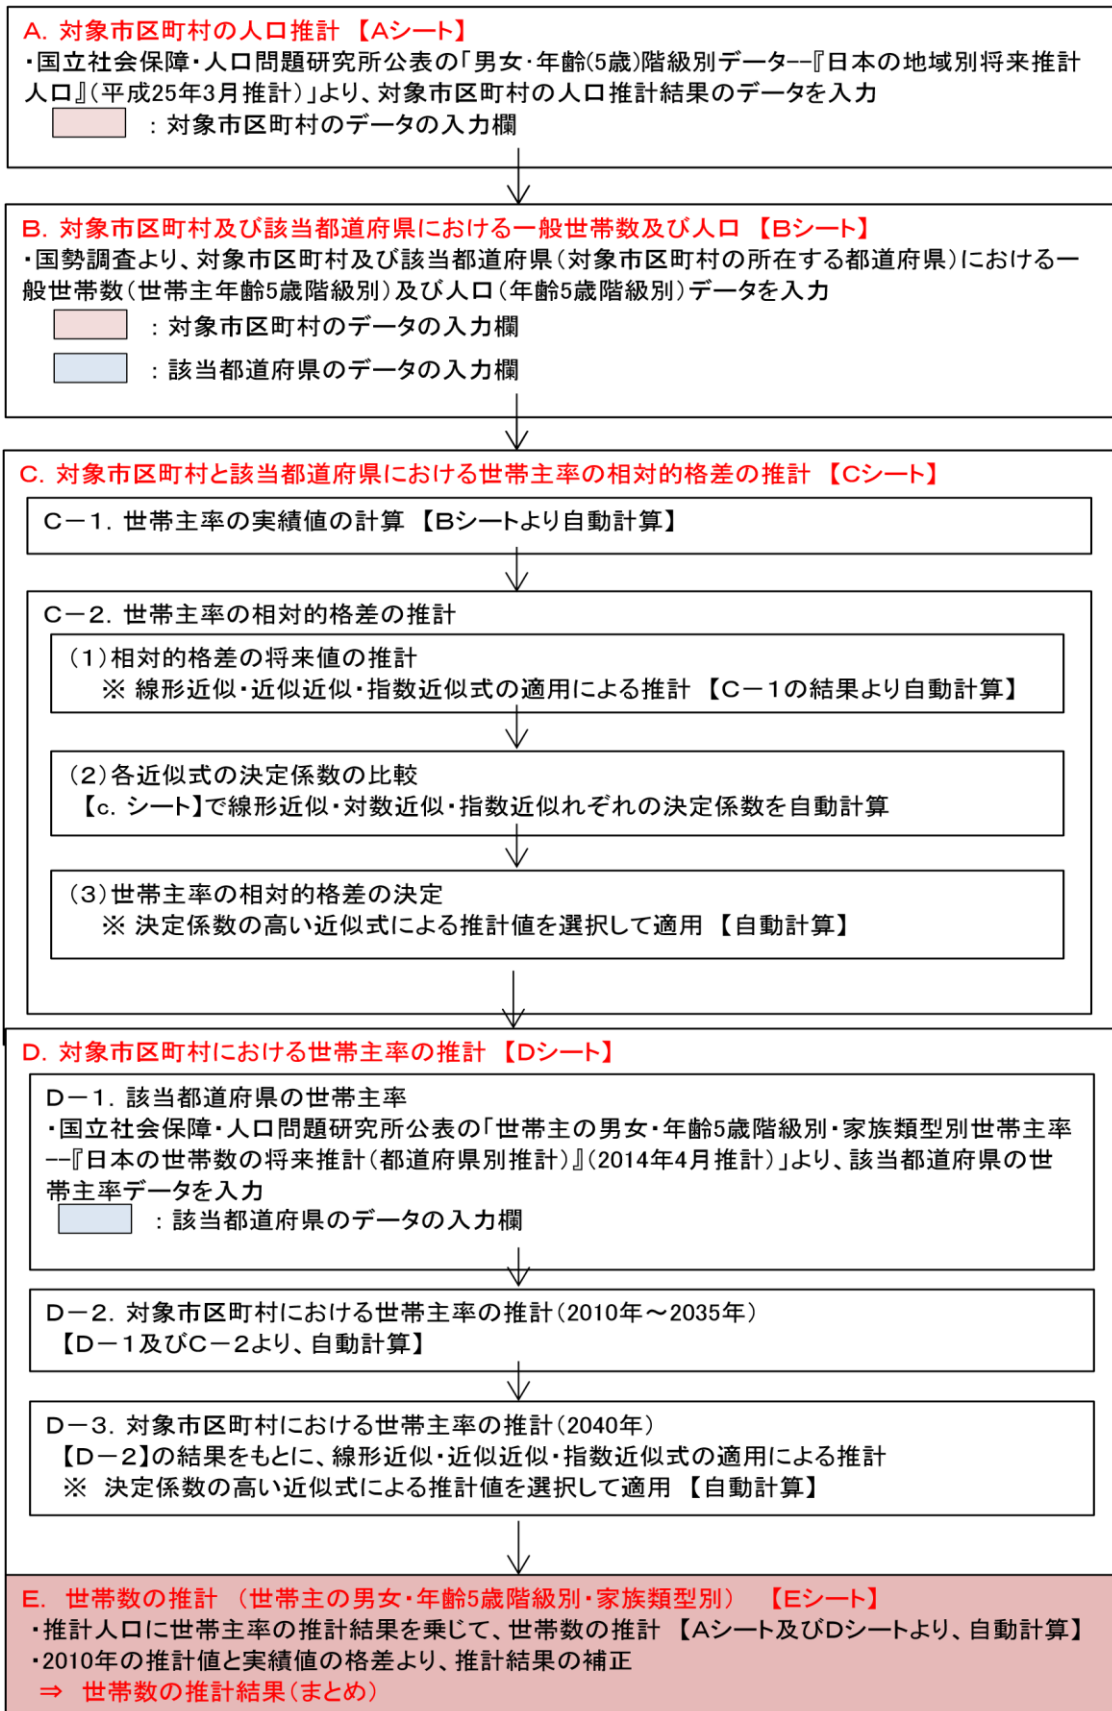 A. 対象市区町村の人口推計 【Aシート】
・国立社会保障・人口問題研究所公表の「男女・年齢(5歳)階級別データ--『日本の地域別将来推計
人口』(平成25年3月推計)」より、対象市区町村の人口推計結果のデータを入力
：対象市区町村のデータの入力欄
B. 対象市区町村及び該当都道府県における一般世帯数及び人口 【Bシート】
・国勢調査より、対象市区町村及び該当都道府県(対象市区町村の所在する都道府県)における一
般世帯数(世帯主年齢5歳階級別)及び人口(年齢5歳階級別)データを入力
：対象市区町村のデータの入力欄
：該当都道府県のデータの入力欄
C. 対象市区町村と該当都道府県における世帯主率の相対的格差の推計 【Cシート】
C－1. 世帯主率の実績値の計算 【Bシートより自動計算】
C－2. 世帯主率の相対的格差の推計
(1)相対的格差の将来値の推計
※ 線形近似・近似近似・指数近似式の適用による推計 【C－1の結果より自動計算】
(2)各近似式の決定係数の比較
【c. シート】で線形近似・対数近似・指数近似れぞれの決定係数を自動計算
(3)世帯主率の相対的格差の決定
※ 決定係数の高い近似式による推計値を選択して適用 【自動計算】
D. 対象市区町村における世帯主率の推計 【Dシート】
D－1. 該当都道府県の世帯主率
・国立社会保障・人口問題研究所公表の「世帯主の男女・年齢5歳階級別・家族類型別世帯主率
--『日本の世帯数の将来推計(都道府県別推計)』(2014年4月推計)」より、該当都道府県の世
帯主率データを入力
：該当都道府県のデータの入力欄
D－2. 対象市区町村における世帯主率の推計(2010年～2035年)
【D－1及びC－2より、自動計算】
D－3. 対象市区町村における世帯主率の推計(2040年)
【D－2】の結果をもとに、線形近似・近似近似・指数近似式の適用による推計
※ 決定係数の高い近似式による推計値を選択して適用 【自動計算】
E. 世帯数の推計 (世帯主の男女・年齢5歳階級別・家族類型別) 【Eシート】
・推計人口に世帯主率の推計結果を乗じて、世帯数の推計 【Aシート及びDシートより、自動計算】
・2010年の推計値と実績値の格差より、推計結果の補正
⇒ 世帯数の推計結果(まとめ)